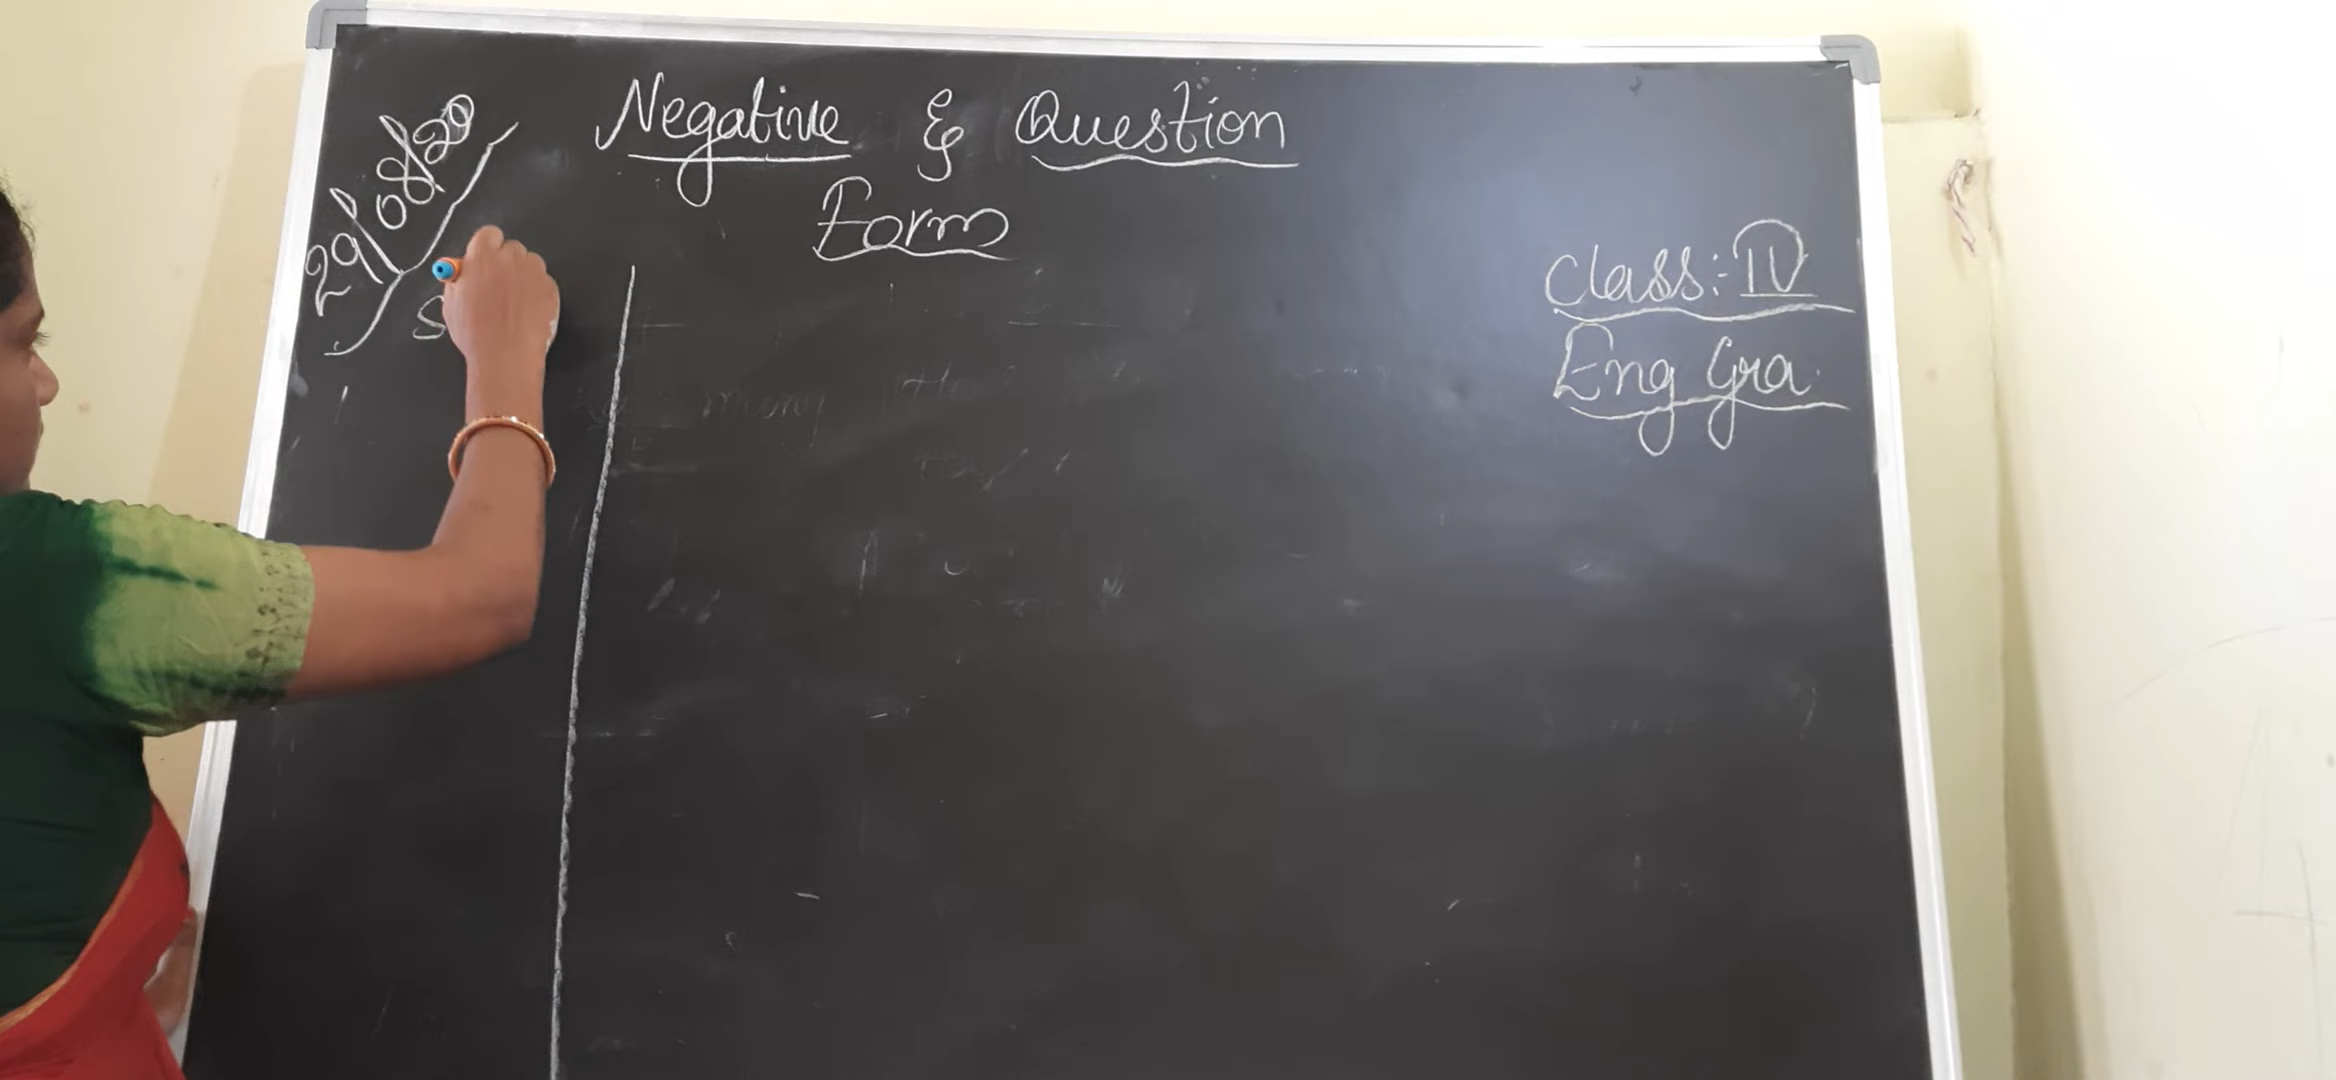 29/08/20
Negative & Question
Form
Class:- IV
Eng Gra.
S